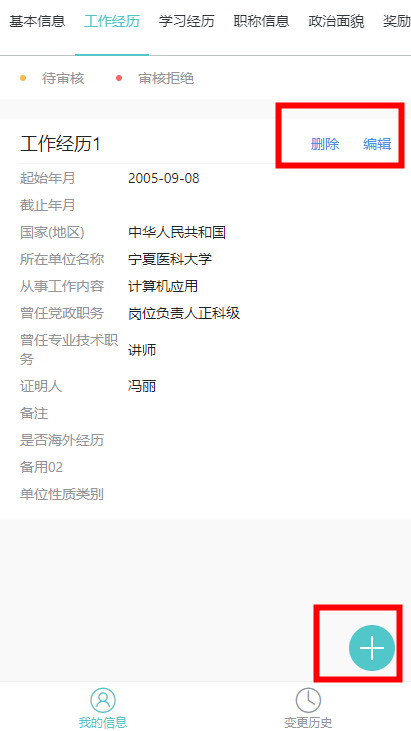 基本信息 工作经历 学习经历 职称信息 政治面貌 奖励
待审核 审核拒绝
工作经历1 删除 编辑
起始年月 2005-09-08
截止年月
国家(地区) 中华人民共和国
所在单位名称 宁夏医科大学
从事工作内容 计算机应用
曾任党政职务 岗位负责人正科级
曾任专业技术职
务 讲师
证明人 冯丽
备注
是否海外经历
备用02
单位性质类别
我的信息 变更历史